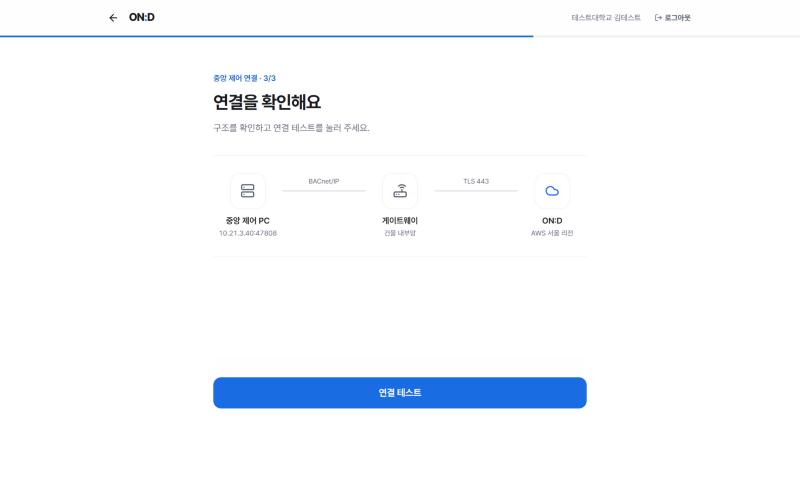 ON:D
테스트대학교 김테스트
로그아웃
중앙 제어 연결 · 3/3
연결을 확인해요
구조를 확인하고 연결 테스트를 눌러 주세요.
BACnet/IP
TLS 443
중앙 제어 PC
게이트웨이
ON:D
10.21.3.40:47808
건물 내부망
AWS 서울 리전
연결 테스트